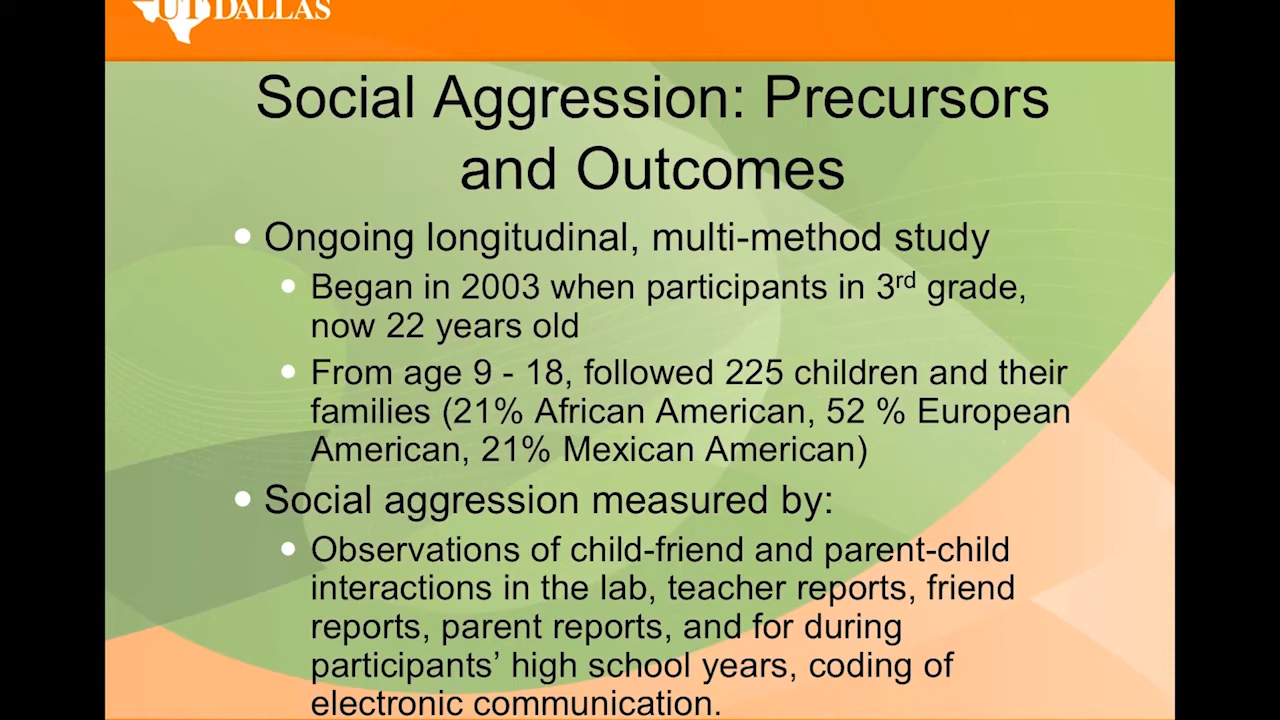 UT DALLAS
Social Aggression: Precursors
and Outcomes
• Ongoing longitudinal, multi-method study
• Began in 2003 when participants in 3rd grade,
now 22 years old
• From age 9 - 18, followed 225 children and their
families (21% African American, 52 % European
American, 21% Mexican American)
• Social aggression measured by:
• Observations of child-friend and parent-child
interactions in the lab, teacher reports, friend
reports, parent reports, and for during
participants’ high school years, coding of
electronic communication.